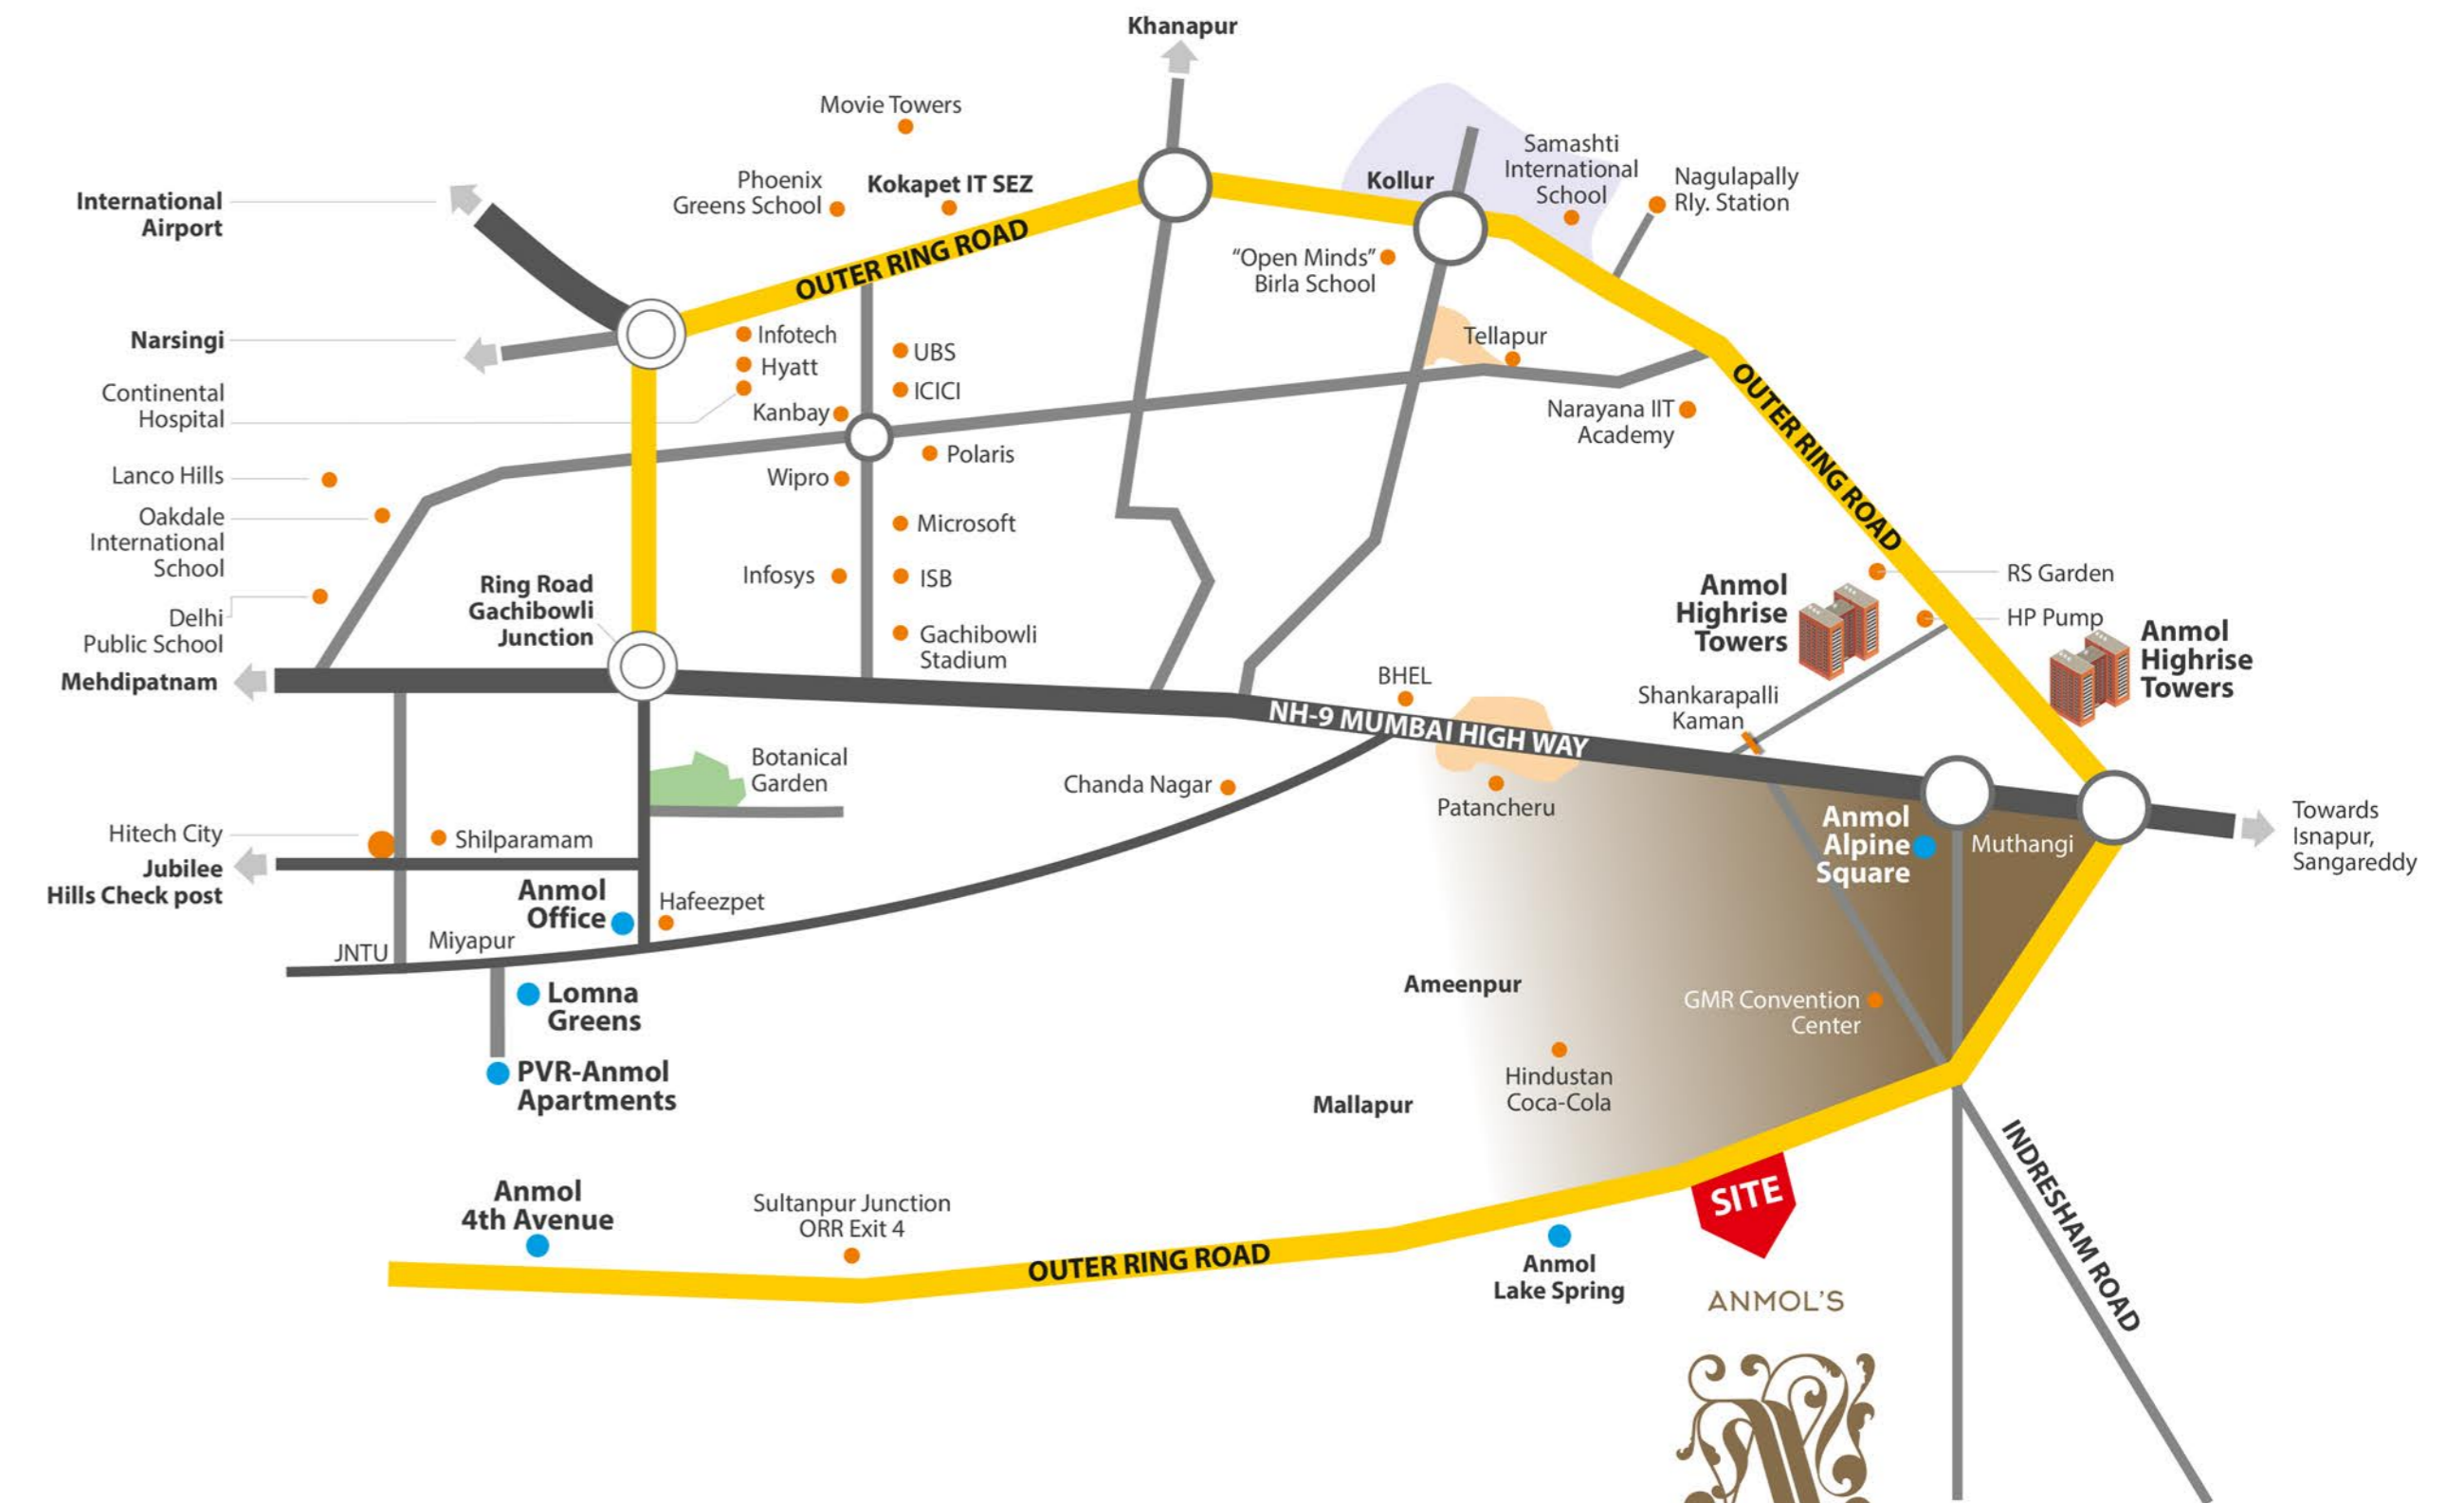 Khanapur
Movie Towers
Phoenix
Greens School
Kokapet IT SEZ
International
Airport
OUTER RING ROAD
Kollur
Samashti
International
School
Nagulapally
Rly. Station
"Open Minds"
Birla School
Narsingi
Infotech
Hyatt
Continental
Hospital
Kanbay
UBS
ICICI
Tellapur
Narayana IIT
Academy
OUTER RING ROAD
Lanco Hills
Oakdale
International
School
Delhi
Public School
Wipro
Polaris
Microsoft
Infosys
ISB
Gachibowli
Stadium
Ring Road
Gachibowli
Junction
Mehdipatnam
Anmol
Highrise
Towers
RS Garden
HP Pump
Anmol
Highrise
Towers
BHEL
NH-9 MUMBAI HIGH WAY
Shankarapalli
Kaman
Botanical
Garden
Chanda Nagar
Patancheru
Anmol
Alpine
Square
Muthangi
Towards
Isnapur,
Sangareddy
Hitech City
Shilparamam
Jubilee
Hills Check post
Anmol
Office
Hafeezpet
JNTU
Miyapur
Lomna
Greens
PVR-Anmol
Apartments
Ameenpur
GMR Convention
Center
Hindustan
Coca-Cola
Mallapur
Anmol
4th Avenue
Sultanpur Junction
ORR Exit 4
OUTER RING ROAD
SITE
Anmol
Lake Spring
INDRESHAM ROAD
ANMOL'S